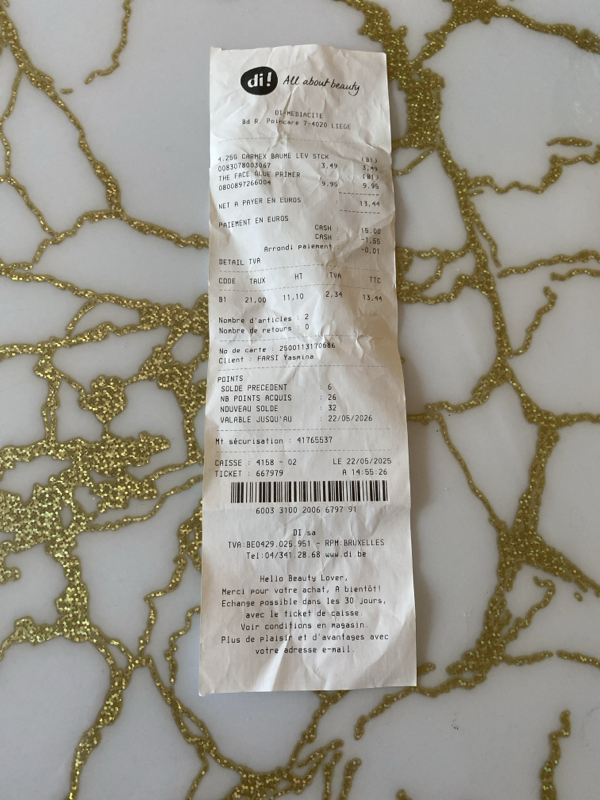 di! All about beauty
DI MEDIACITE
Bd R. Poincare 7-4020 LIEGE
4.25G CARMEX BAUME LEV STCK (B1)
0083078003067 3,49 3,49
THE FACE GLUE PRIMER (B1)
0800897266004 9,95 9,95
NET A PAYER EN EUROS 13,44
PAIEMENT EN EUROS
CASH : 15,00
CASH : -1,55
Arrondi paiement -0,01
DETAIL TVA
CODE TAUX HT TVA TTC
B1 21,00 11,10 2,34 13,44
Nombre d'articles : 2
Nombre de retours 0
No de carte : 2500113170686
Client : FARSI Yasmina
POINTS
SOLDE PRECEDENT : 6
NB POINTS ACQUIS : 26
NOUVEAU SOLDE : 32
VALABLE JUSQU'AU : 22/05/2026
Mt sécurisation : 41765537
CAISSE : 4158 - 02 LE 22/05/2025
TICKET : 667979 A 14:55:26
6003 3100 2006 6797 91
DI sa
TVA BE0429.025.951 - RPM BRUXELLES
Tel:04/341.28.68 www.di.be
Hello Beauty Lover,
Merci pour votre achat, A bientôt!
Echange possible dans les 30 jours,
avec le ticket de caisse
Voir conditions en magasin.
Plus de plaisir et d'avantages avec
votre adresse e-mail.